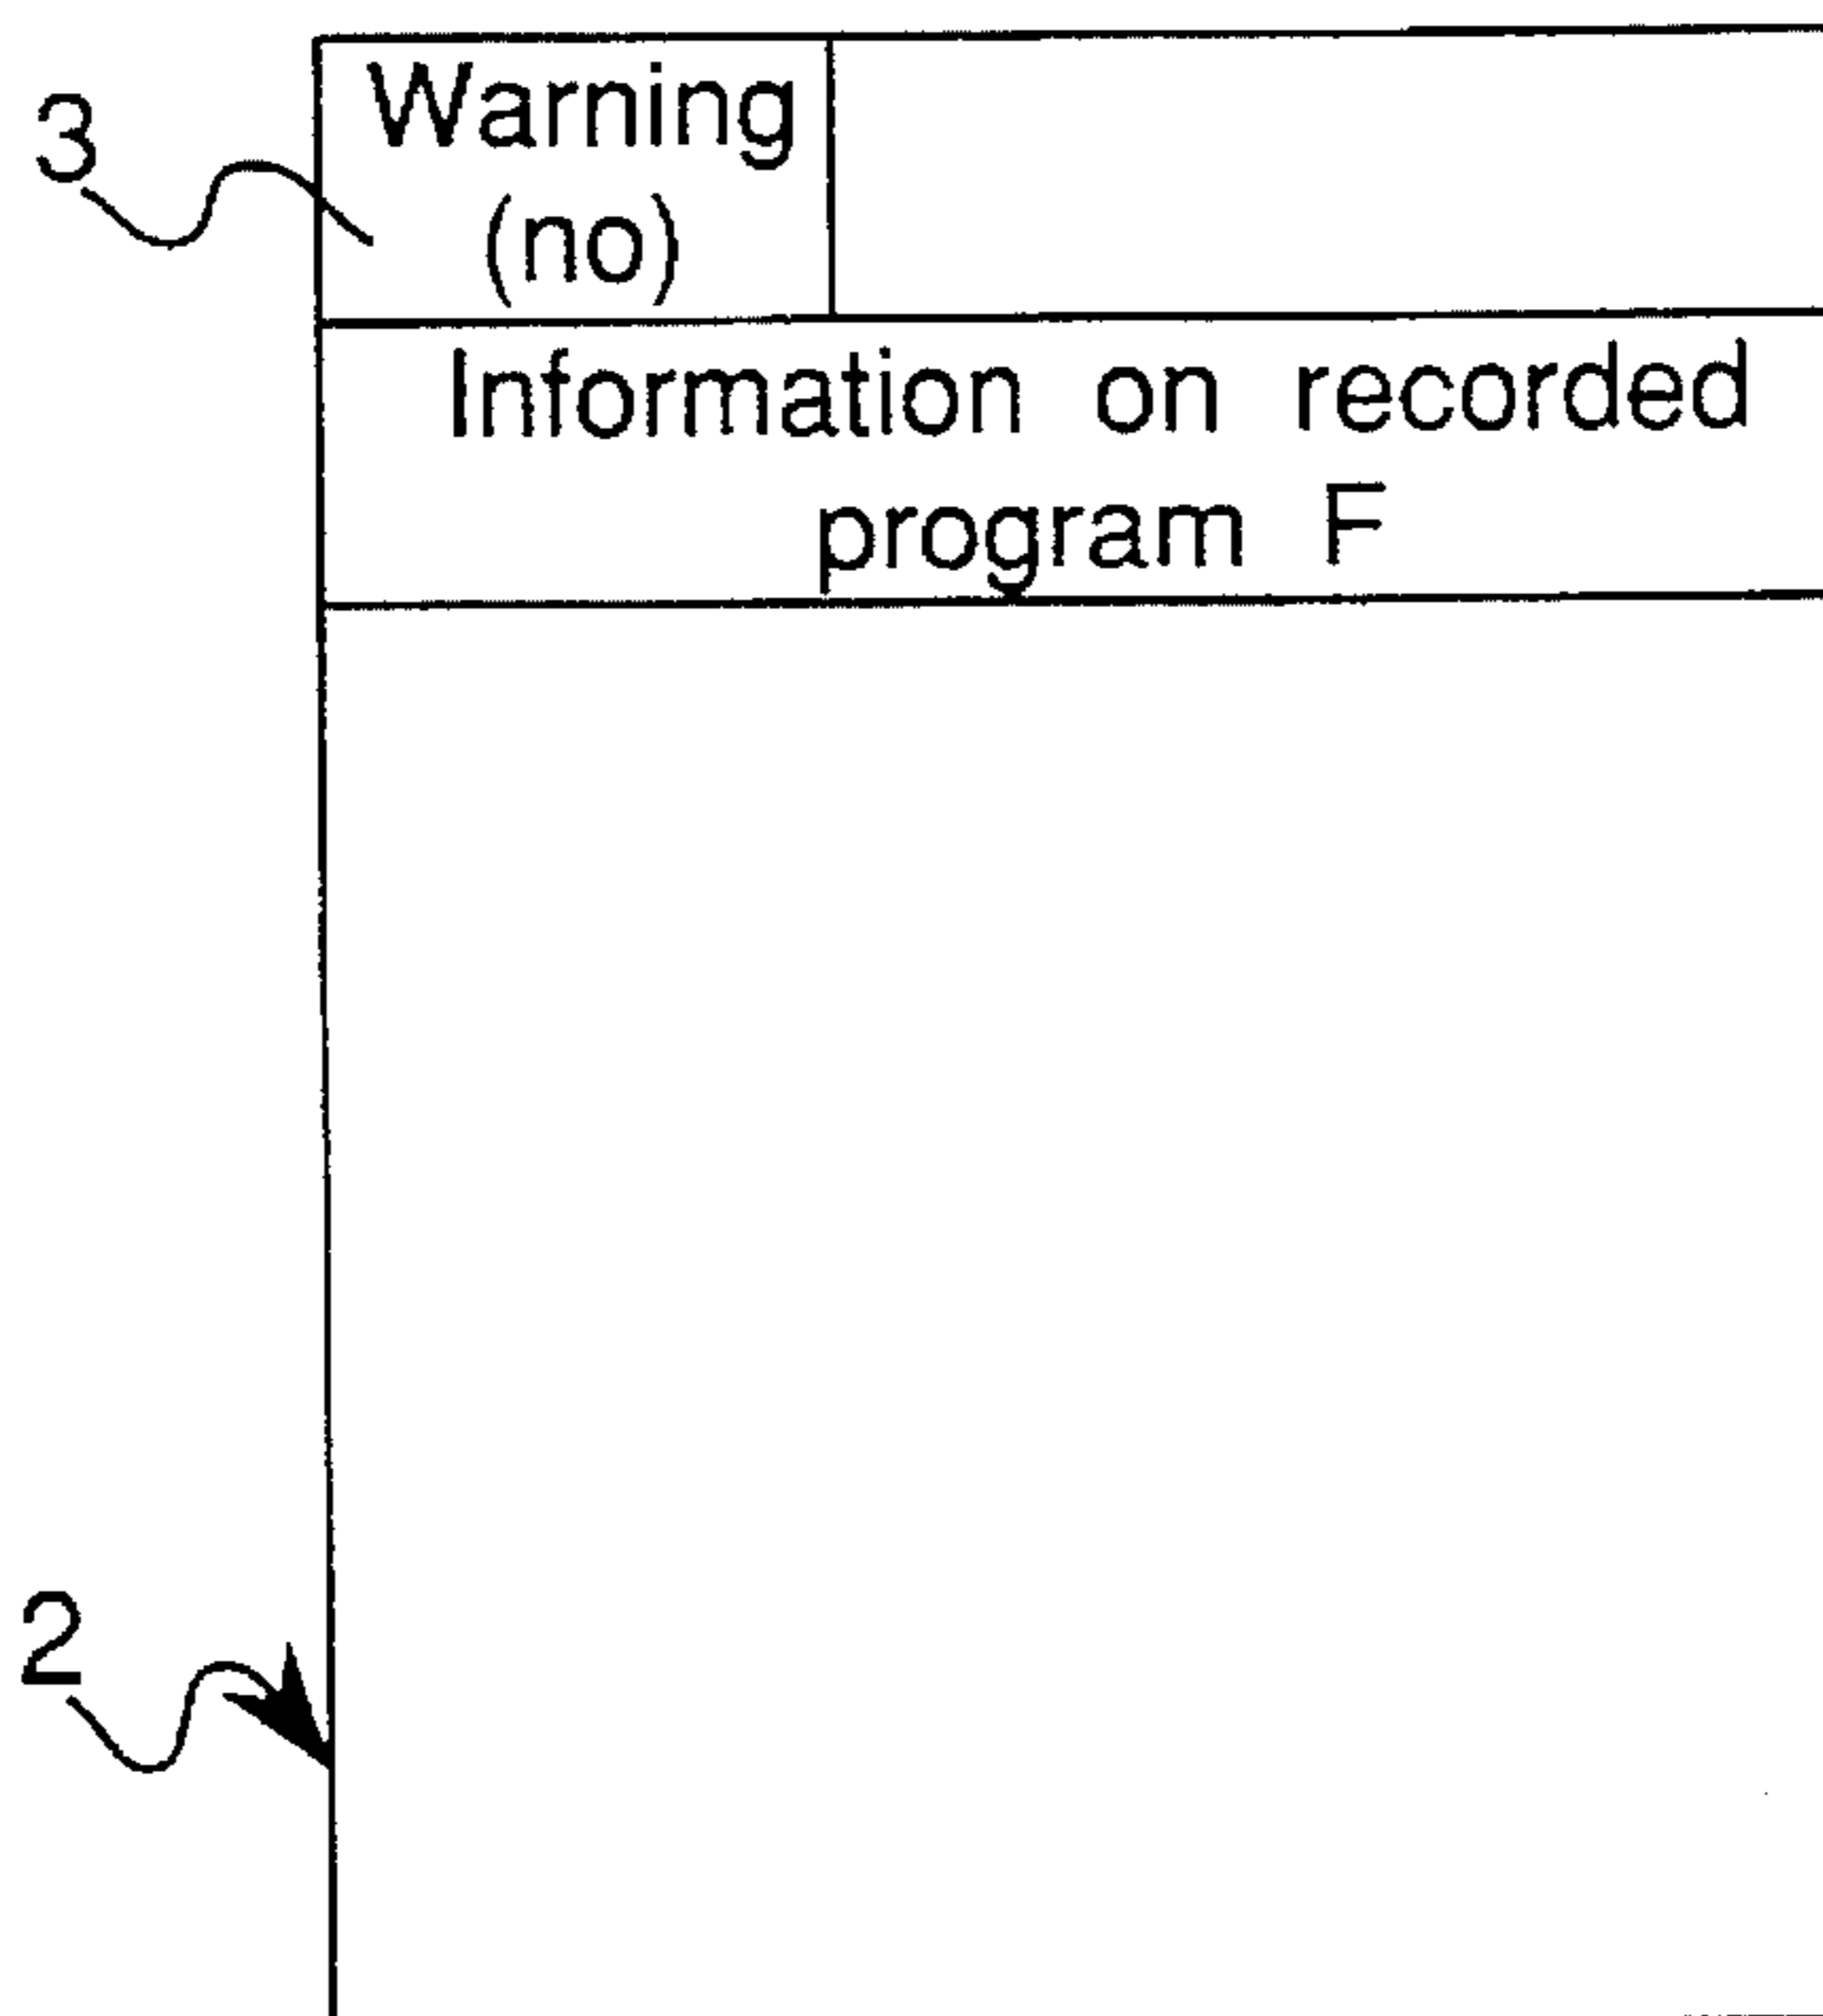 3
Warning
(no)
Information on recorded
program F
2